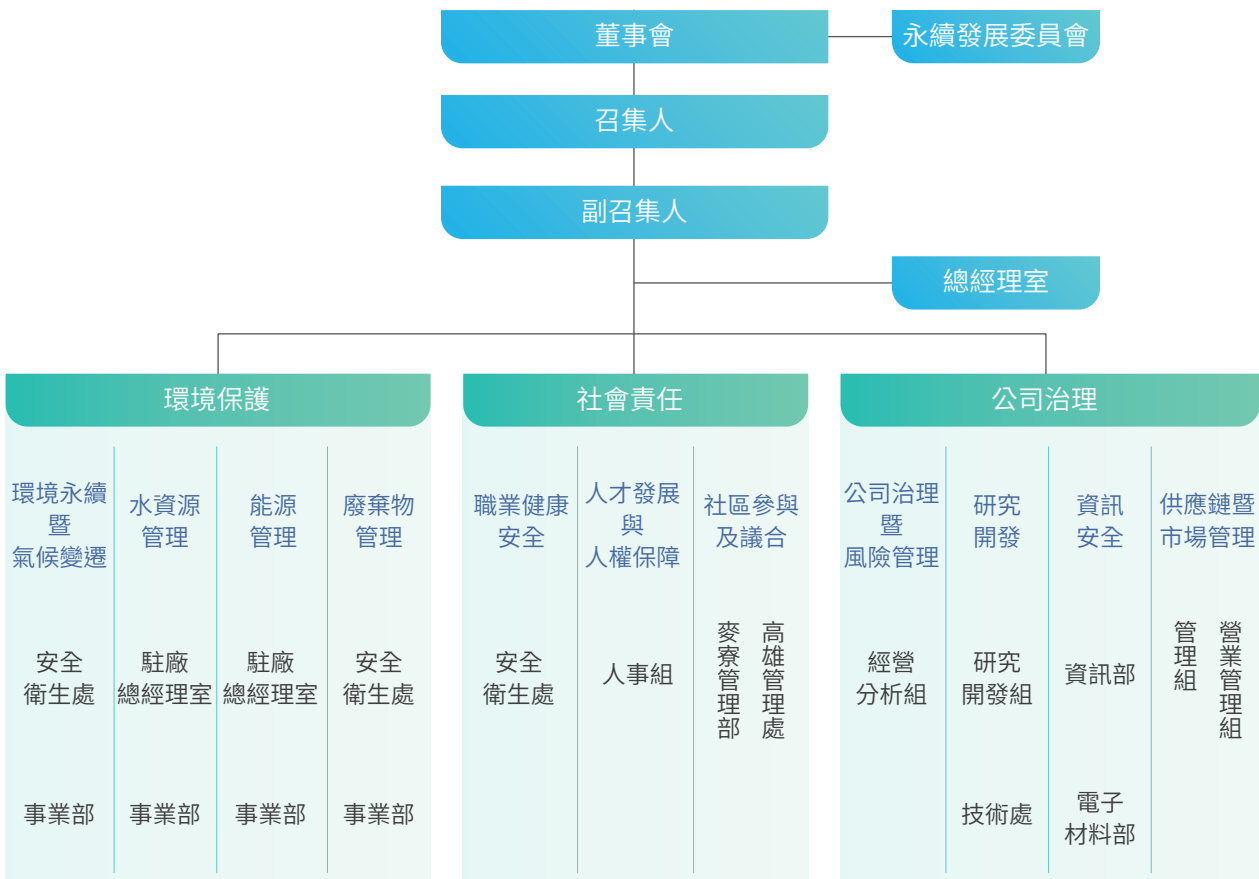 董事會
永續發展委員會
召集人
副召集人
總經理室
環境保護
環境永續
暨
氣候變遷
水資源
管理
能源
管理
廢棄物
管理
安全
衛生處
駐廠
總經理室
駐廠
總經理室
安全
衛生處
事業部
事業部
事業部
事業部
社會責任
職業健康
安全
人才發展
與
人權保障
社區參與
及議合
安全
衛生處
人事組
麥寮管理部
高雄管理處
公司治理
公司治理
暨
風險管理
研究
開發
資訊
安全
供應鏈暨
市場管理
經營
分析組
研究
開發組
資訊部
管理組
營業管理組
技術處
電子
材料部